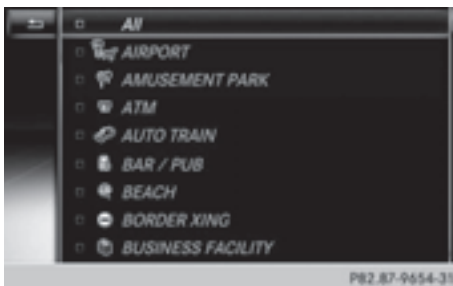 All
AIRPORT
AMUSEMENT PARK
ATM
AUTO TRAIN
BAR / PUB
BEACH
BORDER XING
BUSINESS FACILITY
P82.87-9654-31